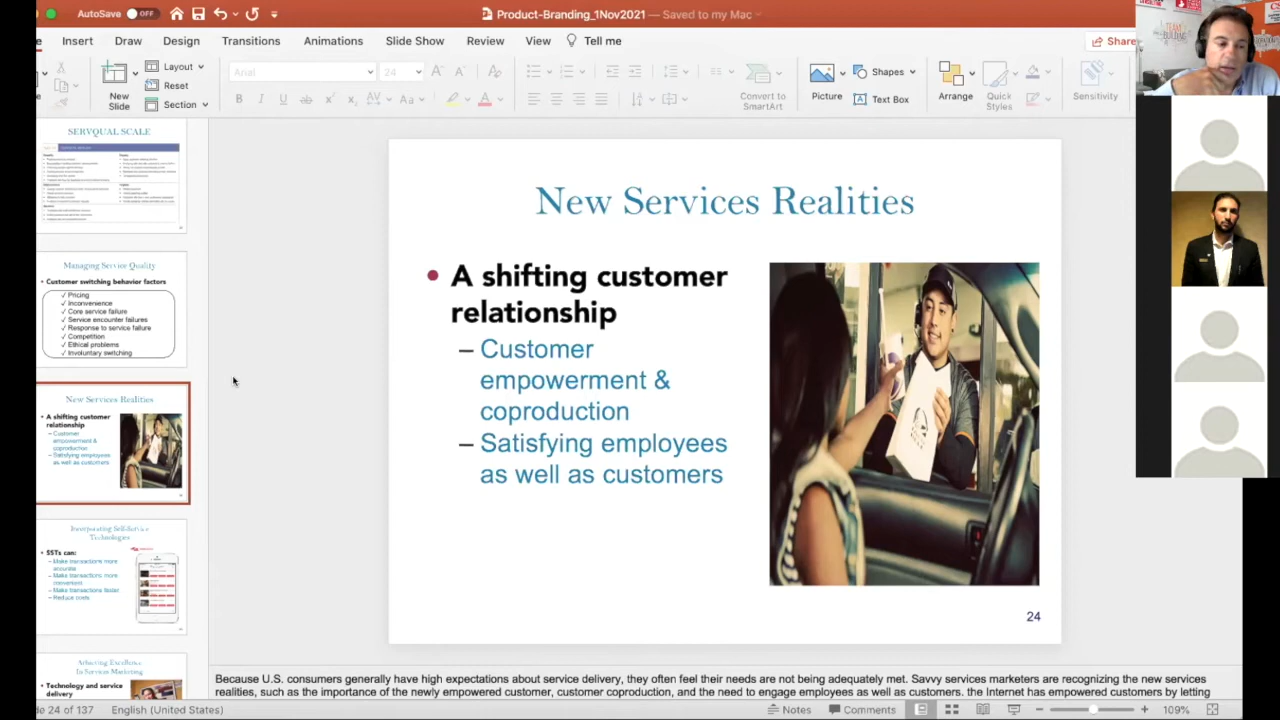 AutoSave OFF
Product-Branding_1Nov2021 — Saved to my Mac
Insert Draw Design Transitions Animations Slide Show Review View Tell me
Share
New
Slide
Layout
Reset
Section
Arial 24
Convert to
SmartArt
Picture
Shapes
Text Box
Arrange
Quick
Styles
Sensitivity
SERVQUAL SCALE
Managing Service Quality
• Customer switching behavior factors
✓ Pricing
✓ Inconvenience
✓ Core service failure
✓ Service encounter failures
✓ Response to service failure
✓ Competition
✓ Ethical problems
✓ Involuntary switching
New Services Realities
• A shifting customer
relationship
– Customer
empowerment &
coproduction
– Satisfying employees
as well as customers
24
Incorporating Self-Service
Technologies
• SSTs can:
– Make transactions more
accurate
– Make transactions more
convenient
– Make transactions faster
– Reduce costs
Achieving Excellence
In Services Marketing
• Technology and service
delivery
New Services Realities
• A shifting customer
relationship
– Customer
empowerment &
coproduction
– Satisfying employees
as well as customers
24
Because U.S. consumers generally have high expectations about service delivery, they often feel their needs are not being adequately met. Savvy services marketers are recognizing the new services
realities, such as the importance of the newly empowered customer, customer coproduction, and the need to engage employees as well as customers. the Internet has empowered customers by letting
de 24 of 137 English (United States) Notes Comments 109%